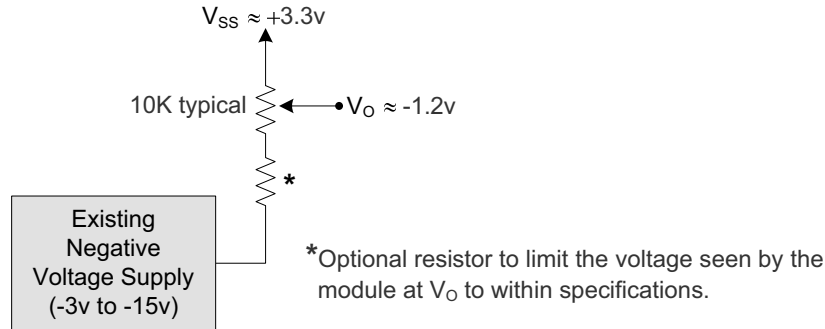 V_SS ≈ +3.3v
10K typical
V_O ≈ -1.2v
*
Existing
Negative
Voltage Supply
(-3v to -15v)
*Optional resistor to limit the voltage seen by the
module at V_O to within specifications.